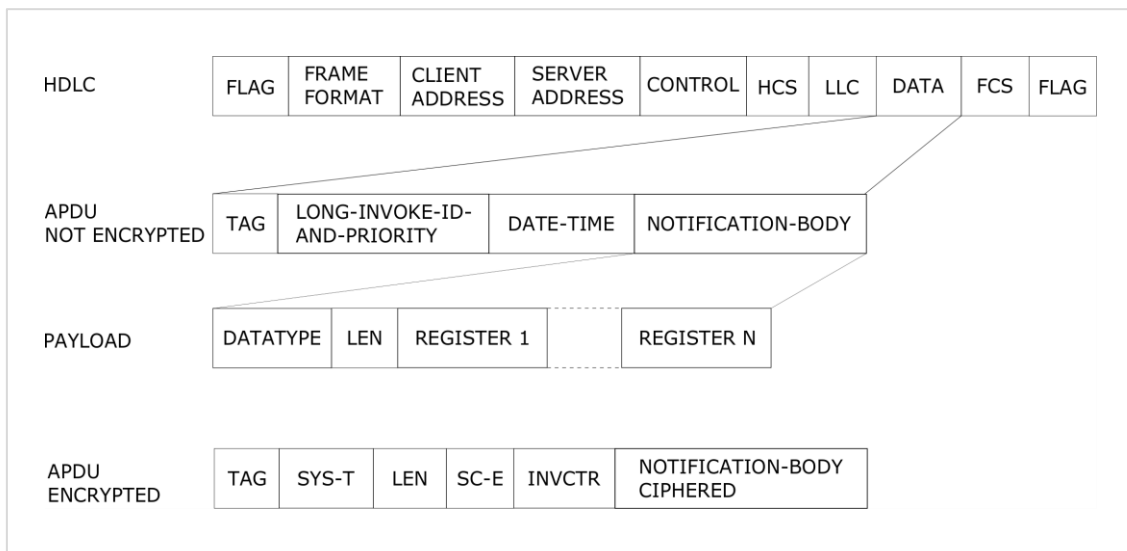 HDLC
FLAG
FRAME
FORMAT
CLIENT
ADDRESS
SERVER
ADDRESS
CONTROL
HCS
LLC
DATA
FCS
FLAG
APDU
NOT ENCRYPTED
TAG
LONG-INVOKE-ID-
AND-PRIORITY
DATE-TIME
NOTIFICATION-BODY
PAYLOAD
DATATYPE
LEN
REGISTER 1
REGISTER N
APDU
ENCRYPTED
TAG
SYS-T
LEN
SC-E
INVCTR
NOTIFICATION-BODY
CIPHERED